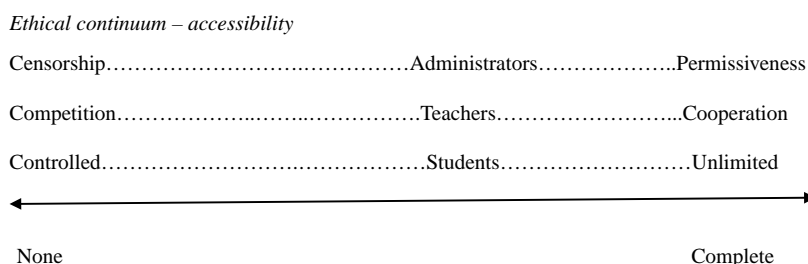 Ethical continuum – accessibility
Censorship……………………….……………Administrators………………..Permissiveness
Competition………………..……..…………….Teachers……………………...Cooperation
Controlled……………………….………………Students………………………Unlimited
None Complete